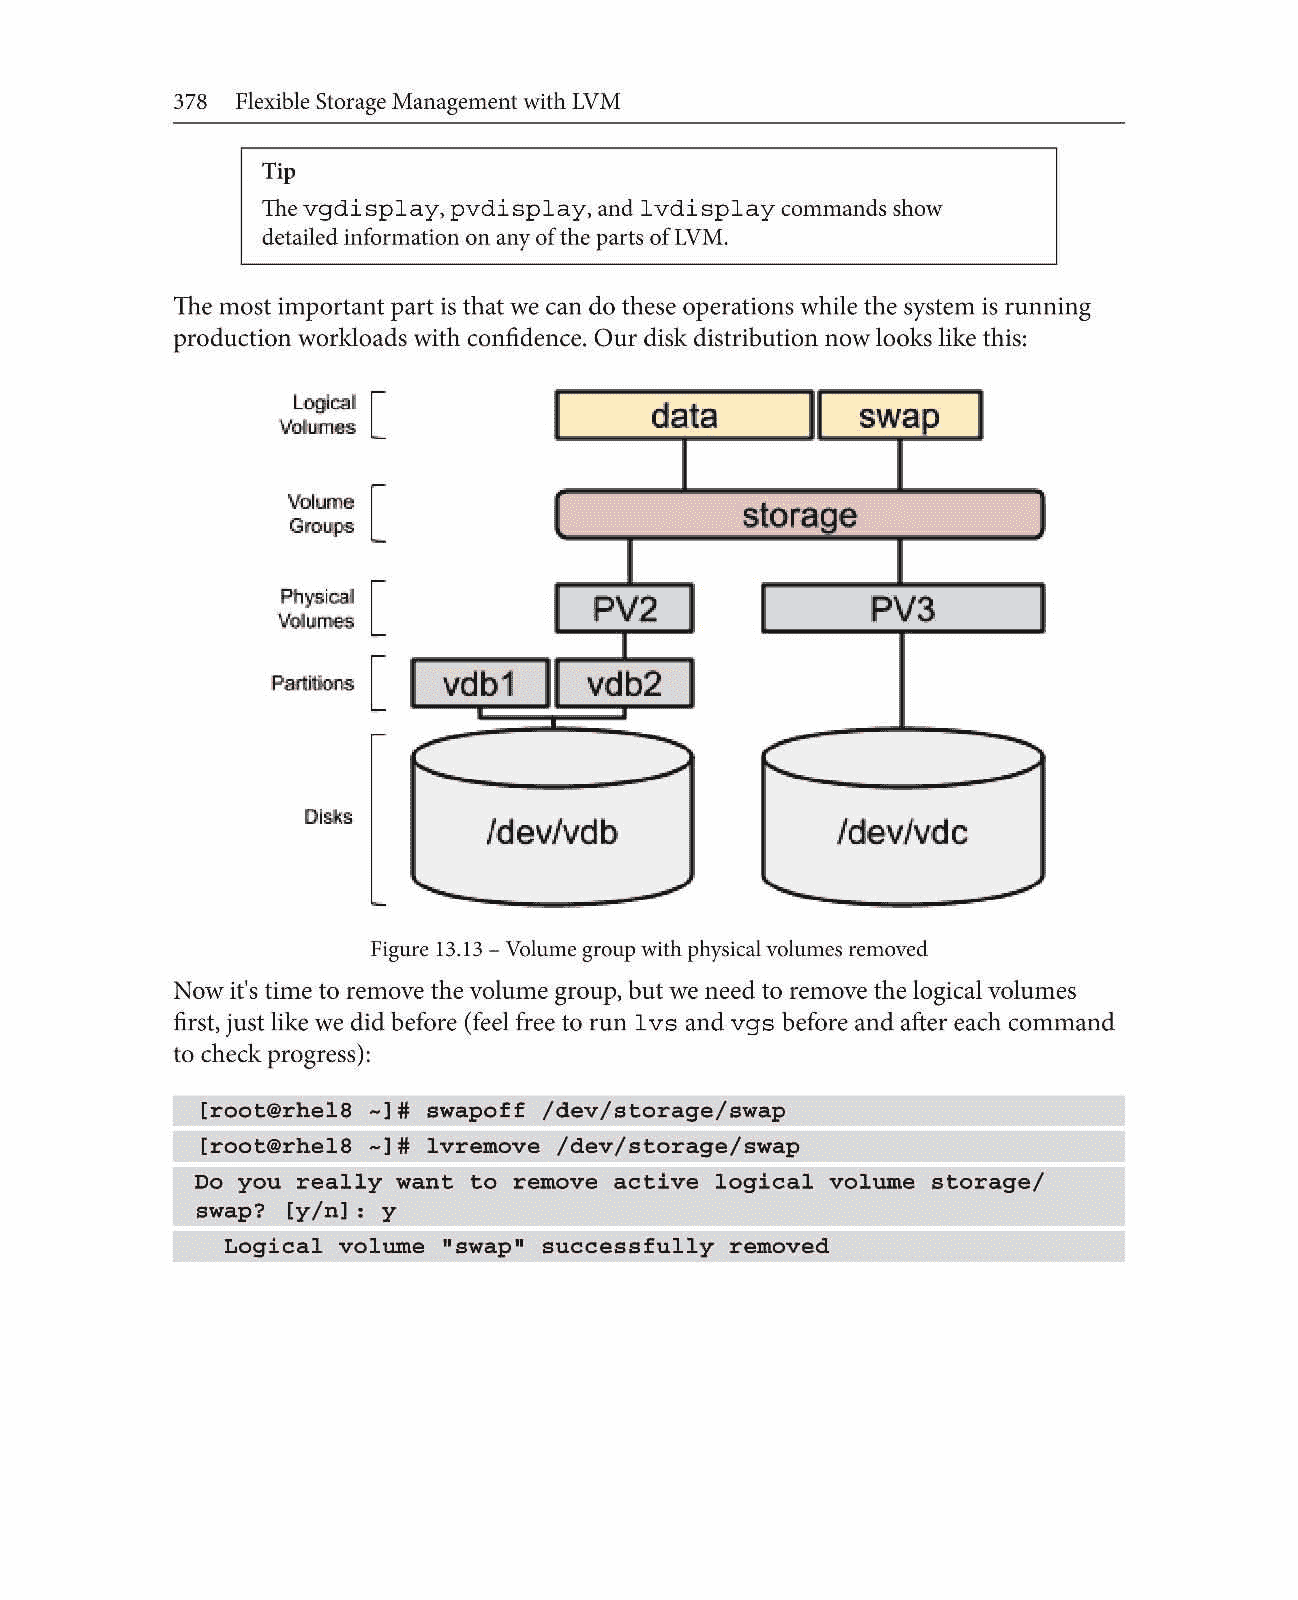 378 Flexible Storage Management with LVM
Tip
The vgdisplay, pvdisplay, and lvdisplay commands show
detailed information on any of the parts of LVM.
The most important part is that we can do these operations while the system is running
production workloads with confidence. Our disk distribution now looks like this:
Logical
Volumes
data swap
Volume
Groups
storage
Physical
Volumes
PV2 PV3
Partitions vdb1 vdb2
Disks
/dev/vdb /dev/vdc
Figure 13.13 – Volume group with physical volumes removed
Now it's time to remove the volume group, but we need to remove the logical volumes
first, just like we did before (feel free to run lvs and vgs before and after each command
to check progress):
[root@rhel8 ~]# swapoff /dev/storage/swap
[root@rhel8 ~]# lvremove /dev/storage/swap
Do you really want to remove active logical volume storage/
swap? [y/n]: y
Logical volume "swap" successfully removed